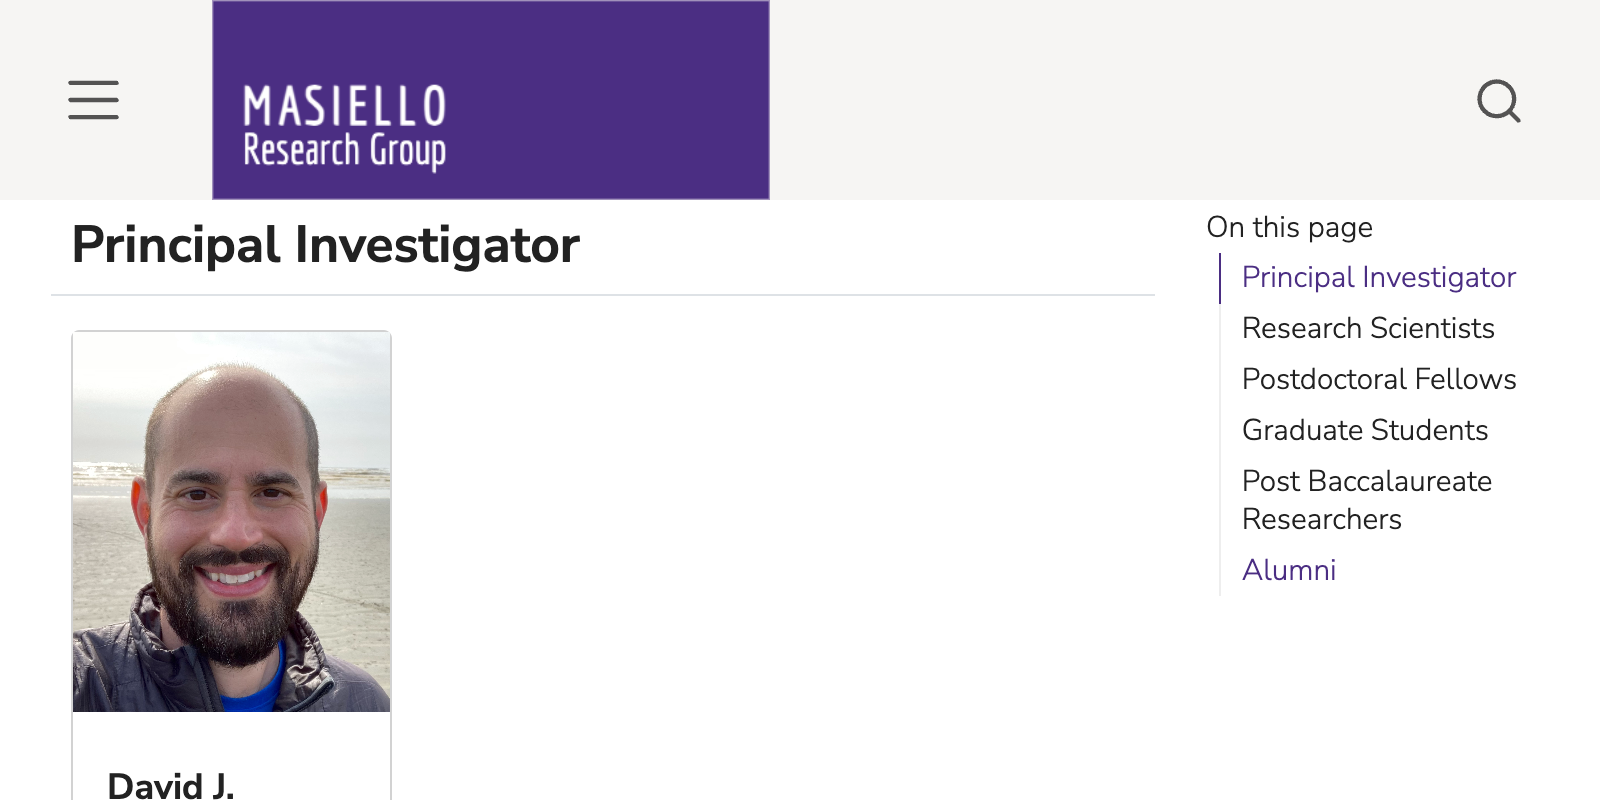 MASIELLO
Research Group
Principal Investigator
David J.
On this page
Principal Investigator
Research Scientists
Postdoctoral Fellows
Graduate Students
Post Baccalaureate
Researchers
Alumni